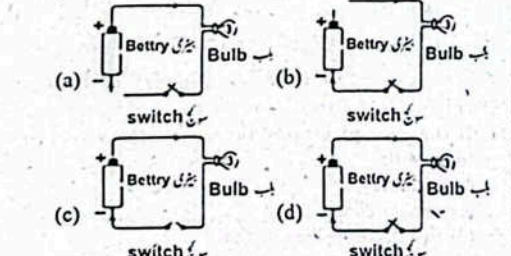 + Bettry بیٹری Bulb بلب
(a) −
switch سوئچ
+ Bettry بیٹری Bulb بلب
(b) −
switch سوئچ
+ Bettry بیٹری Bulb بلب
(c) −
switch سوئچ
+ Bettry بیٹری Bulb بلب
(d) −
switch سوئچ